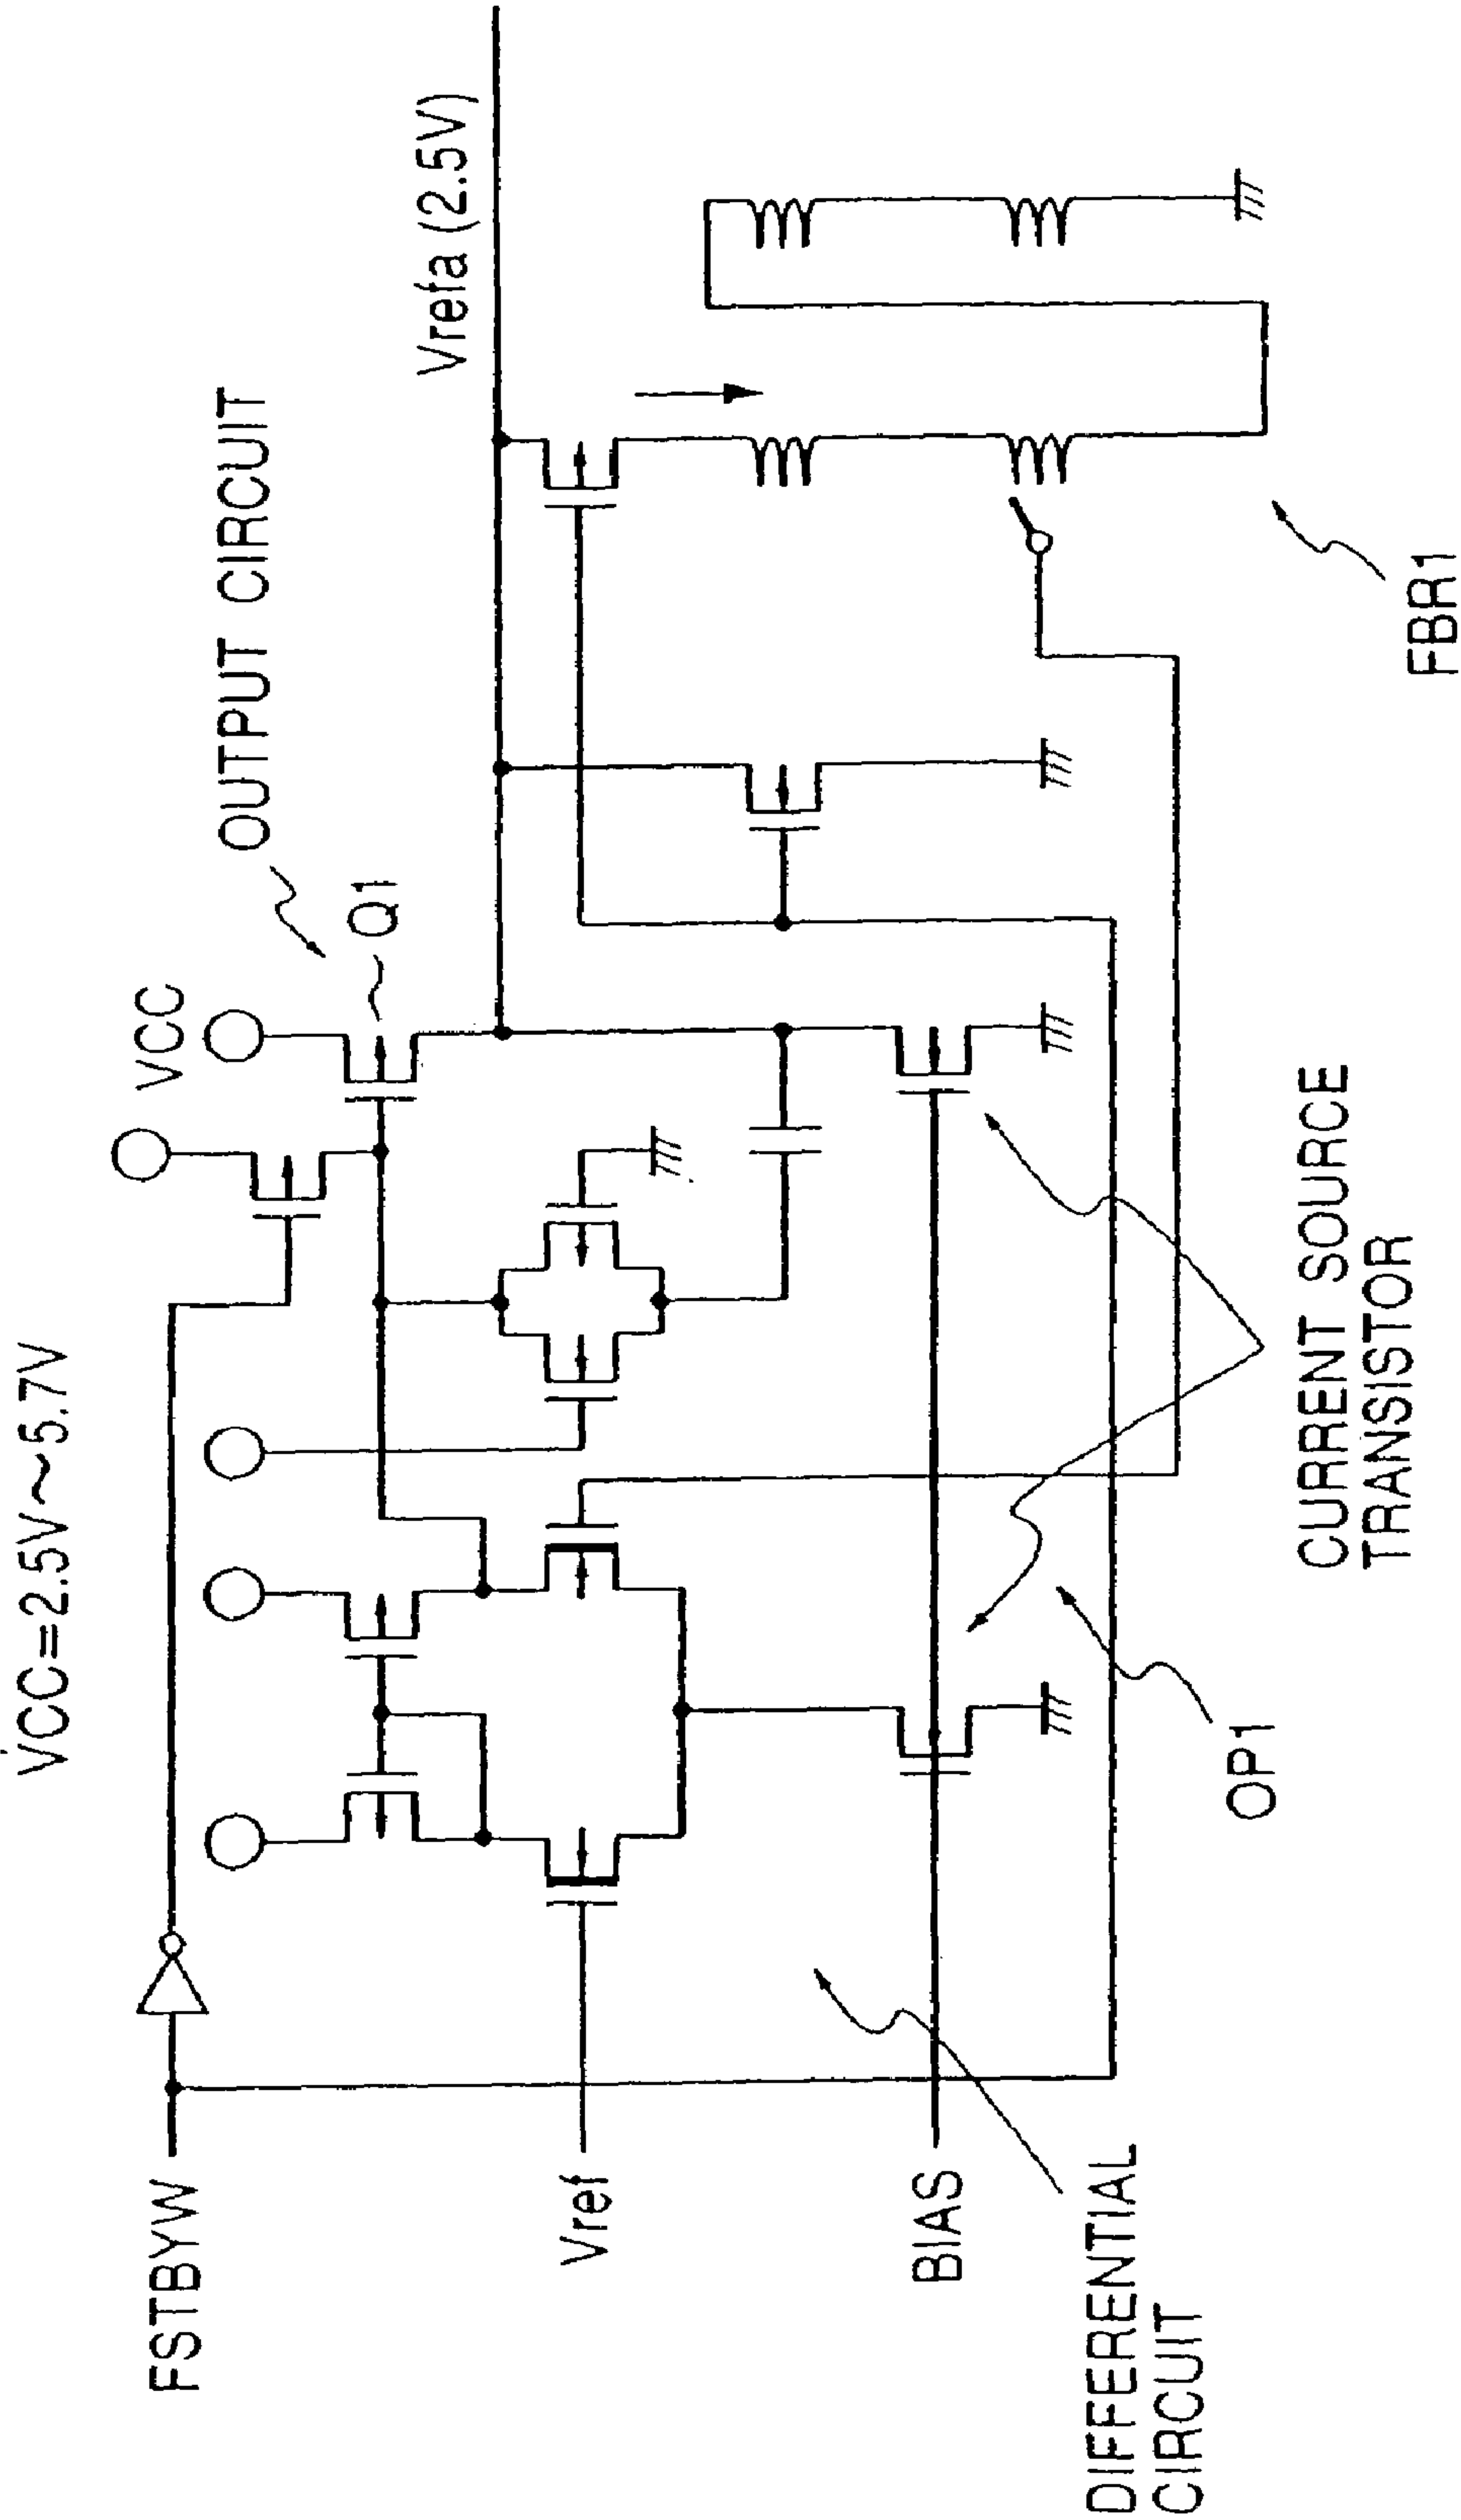 VCC=2.5V~5.7V
VCC
OUTPUT CIRCUIT
Q1
Vrefa (2.5V)
FSTBYW
Vref
BIAS
DIFFERENTIAL
CIRCUIT
OP1
CURRENT SOURCE
TRANSISTOR
FBR1